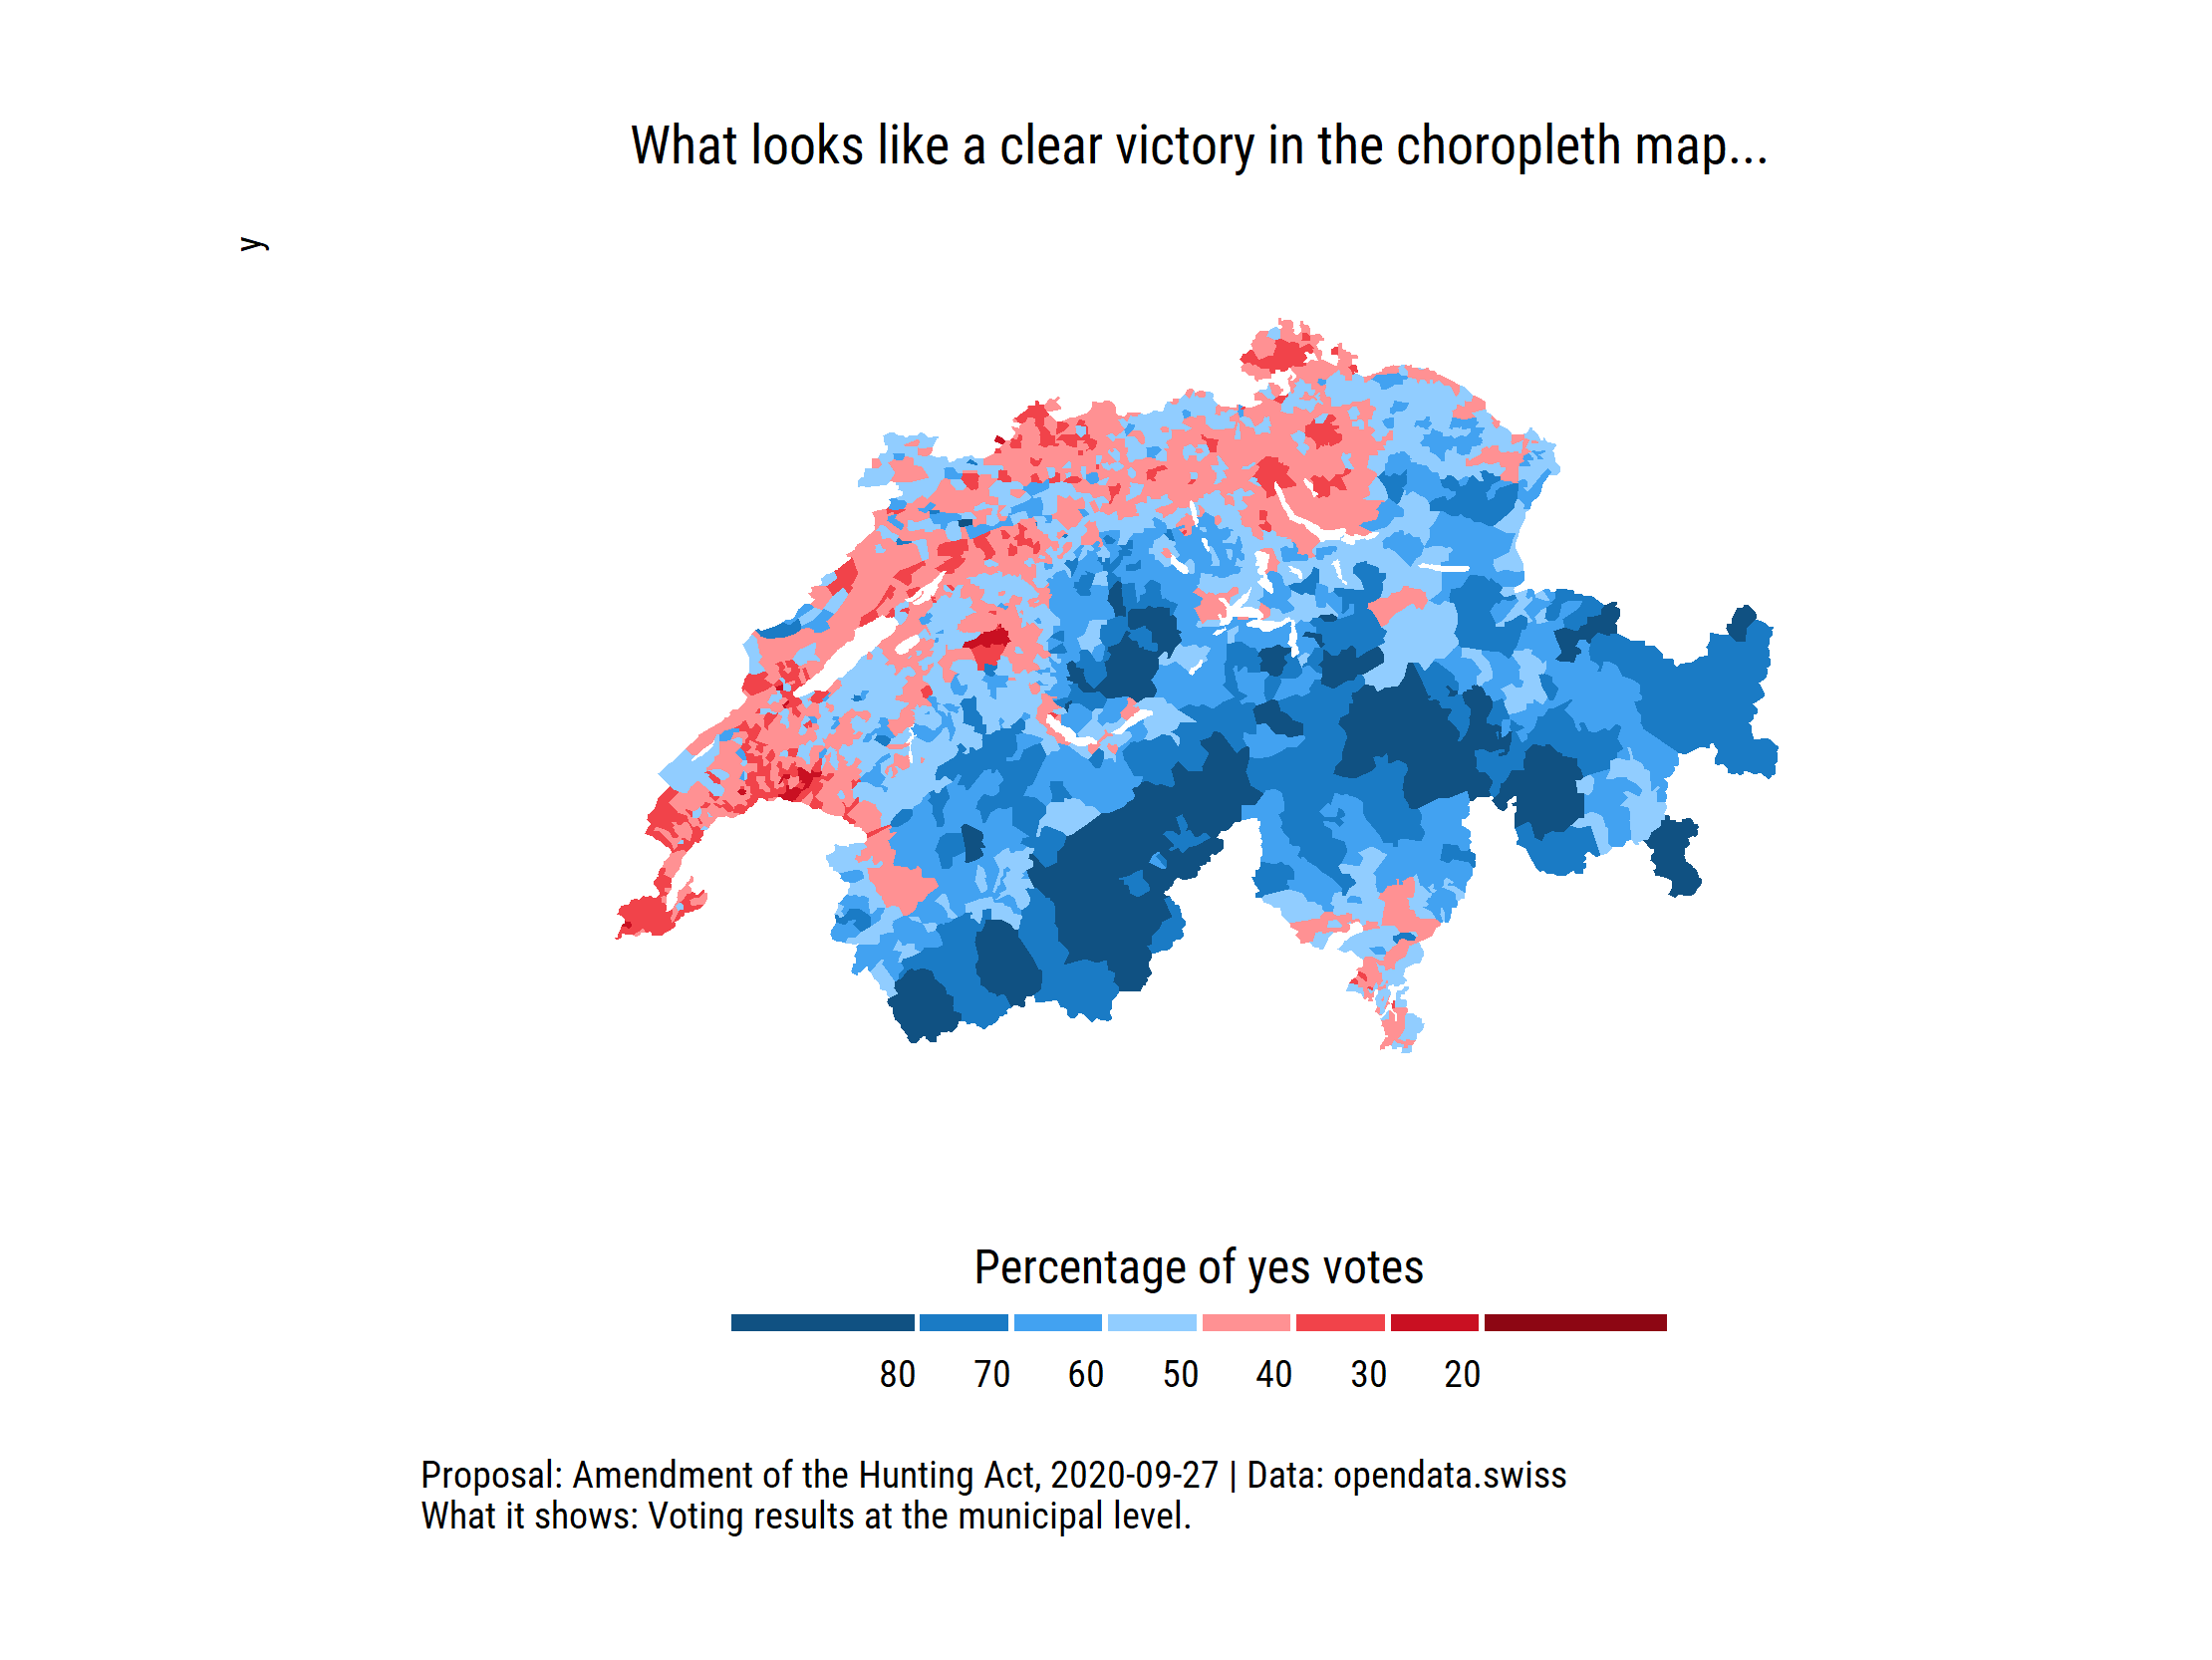 What looks like a clear victory in the choropleth map...
y
Percentage of yes votes
80 70 60 50 40 30 20
Proposal: Amendment of the Hunting Act, 2020-09-27 | Data: opendata.swiss
What it shows: Voting results at the municipal level.